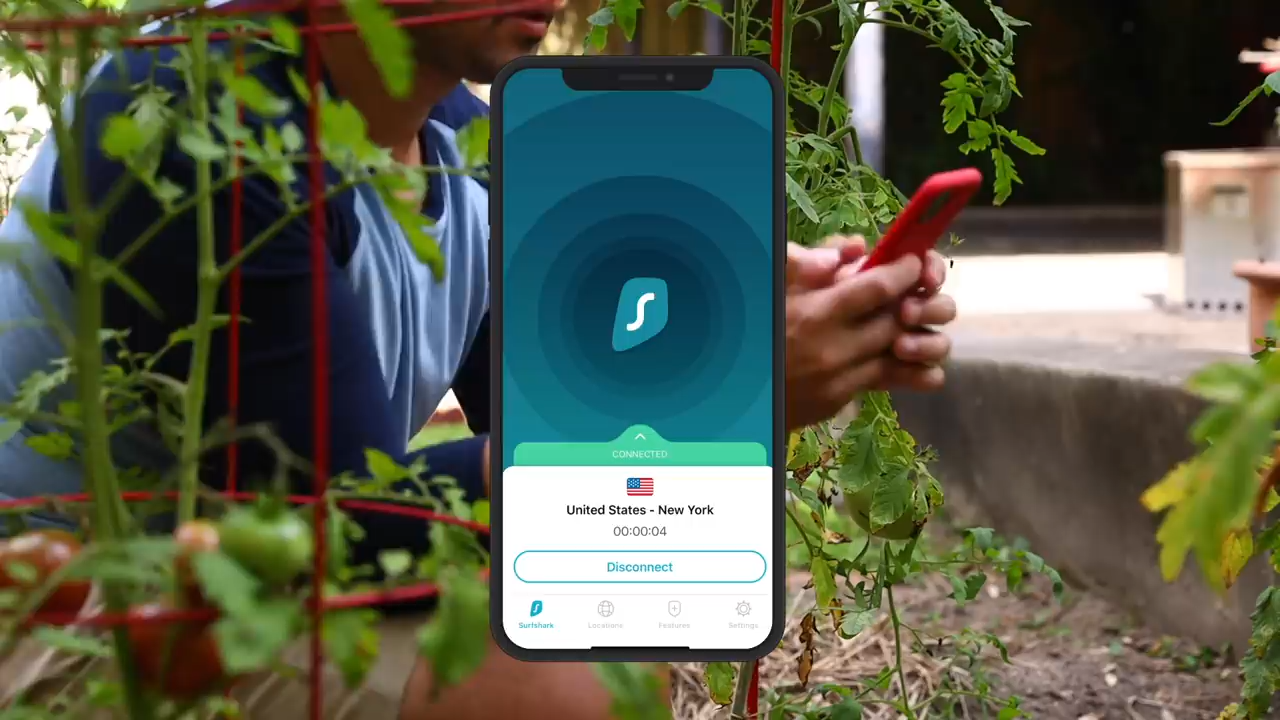 CONNECTED
United States - New York
00:00:04
Disconnect
Surfshark
Locations
Features
Settings